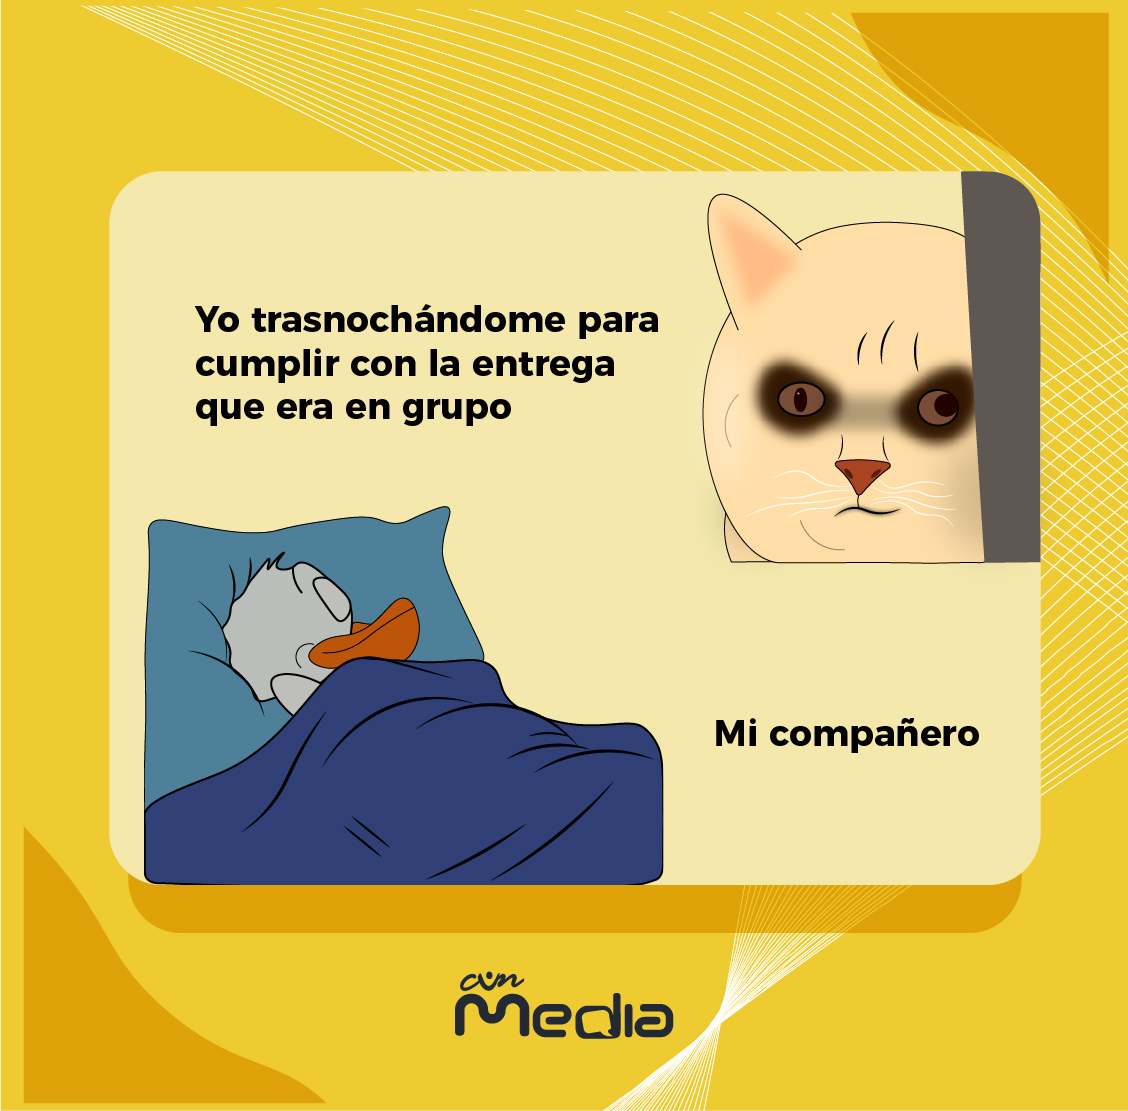 Yo trasnochándome para
cumplir con la entrega
que era en grupo
Mi compañero
cun
Media